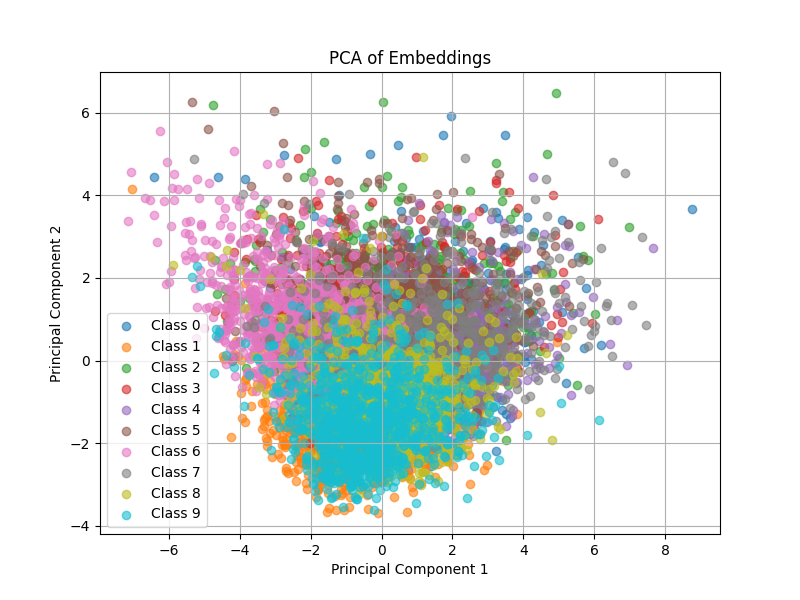 PCA of Embeddings
Principal Component 2
6
4
2
0
−2
−4
Class 0
Class 1
Class 2
Class 3
Class 4
Class 5
Class 6
Class 7
Class 8
Class 9
−6 −4 −2 0 2 4 6 8
Principal Component 1